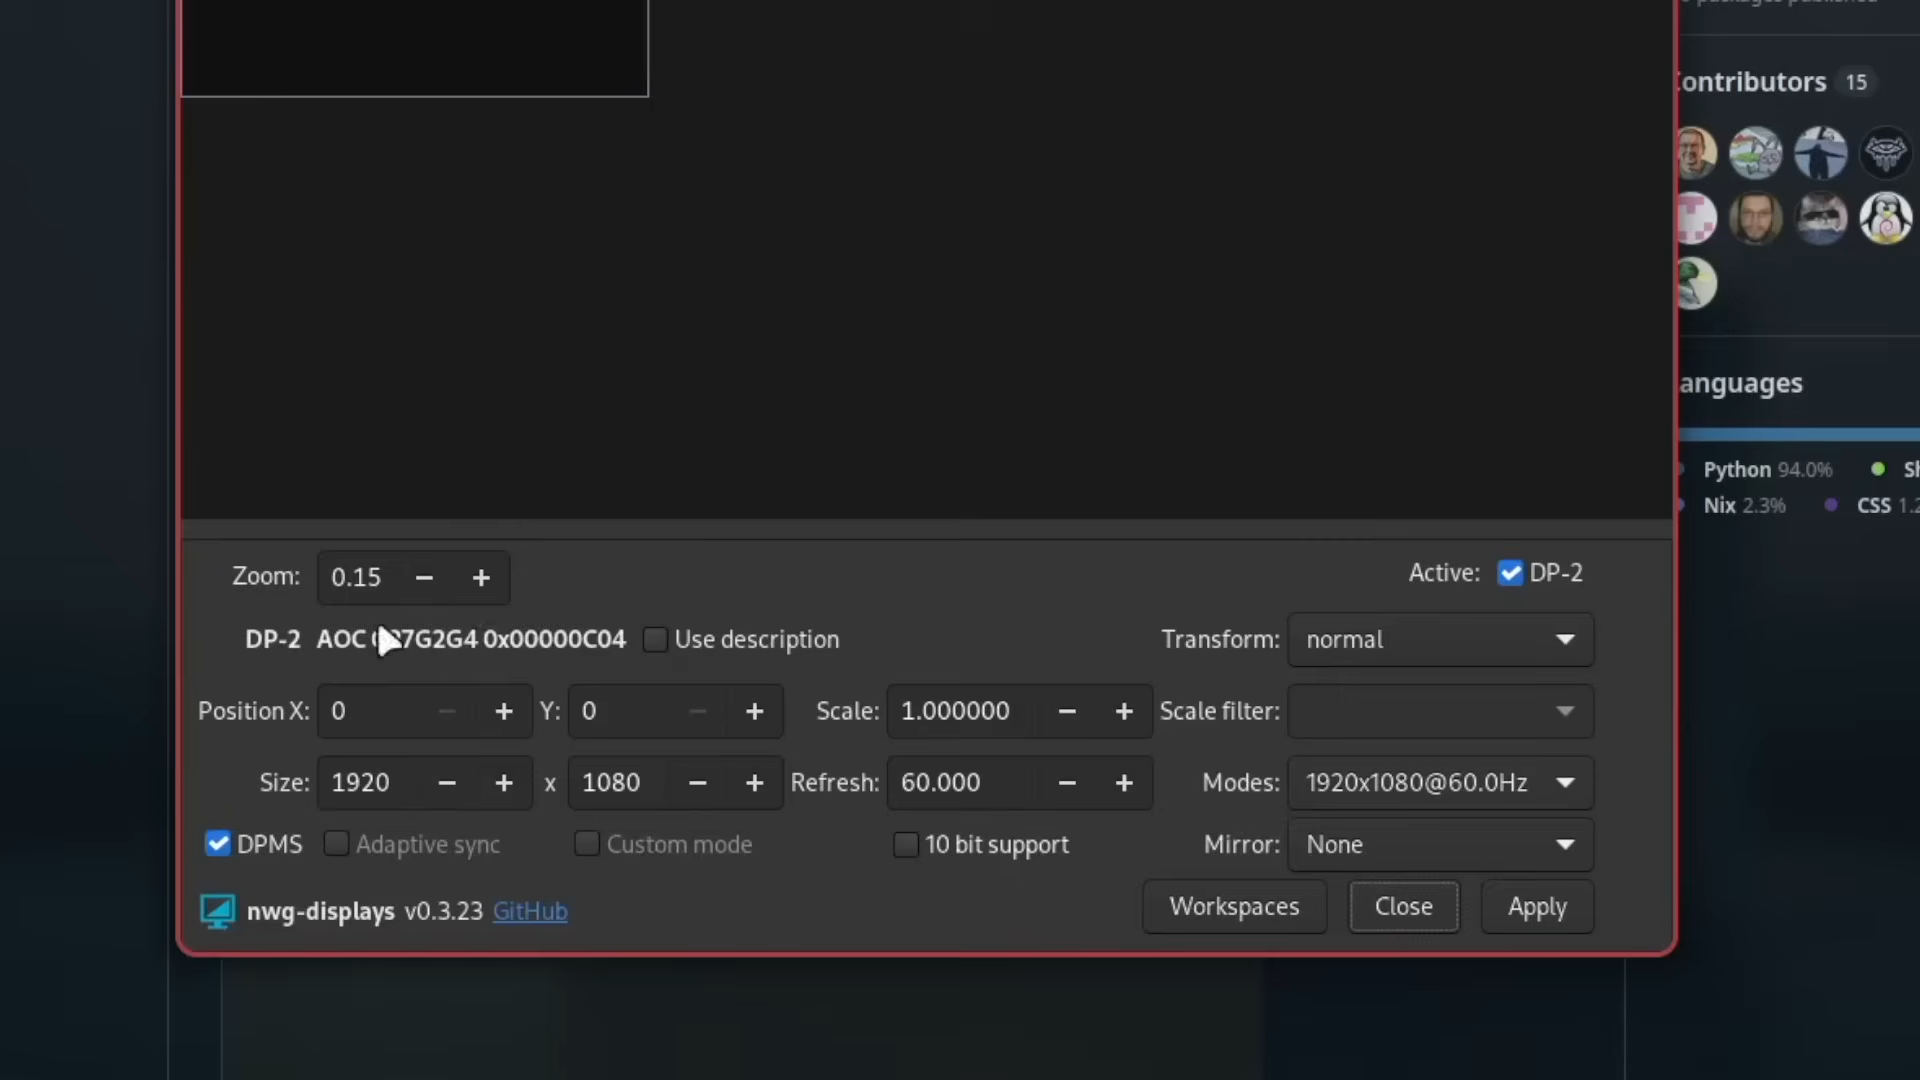 Contributors 15
Languages
Python 94.0%
Nix 2.3% CSS
Zoom: 0.15 − +
Active: DP-2
DP-2 AOC 0x00000C04 Use description
Transform: normal
Position X: 0 − + Y: 0 − + Scale: 1.000000 − + Scale filter:
Size: 1920 − + x 1080 − + Refresh: 60.000 − + Modes: 1920x1080@60.0Hz
DPMS Adaptive sync Custom mode 10 bit support Mirror: None
nwg-displays v0.3.23 GitHub
Workspaces Close Apply